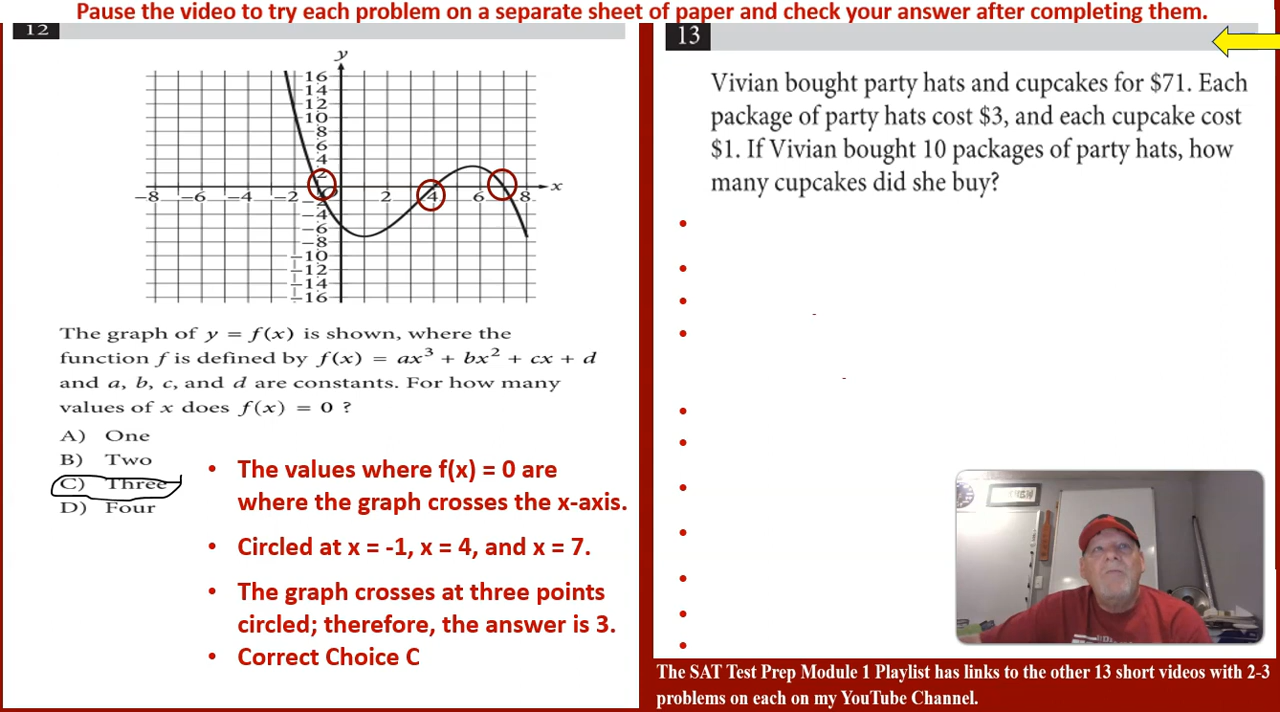 Pause the video to try each problem on a separate sheet of paper and check your answer after completing them.
12
y
16
14
12
10
8
6
4
2
-8 -6 -4 -2 2 4 6 8 x
-2
-4
-6
-8
-10
-12
-14
-16
The graph of y = f(x) is shown, where the
function f is defined by f(x) = ax³ + bx² + cx + d
and a, b, c, and d are constants. For how many
values of x does f(x) = 0 ?
A) One
B) Two
C) Three
D) Four
• The values where f(x) = 0 are
where the graph crosses the x-axis.
• Circled at x = -1, x = 4, and x = 7.
• The graph crosses at three points
circled; therefore, the answer is 3.
• Correct Choice C
13
Vivian bought party hats and cupcakes for $71. Each
package of party hats cost $3, and each cupcake cost
$1. If Vivian bought 10 packages of party hats, how
many cupcakes did she buy?
The SAT Test Prep Module 1 Playlist has links to the other 13 short videos with 2-3
problems on each on my YouTube Channel.